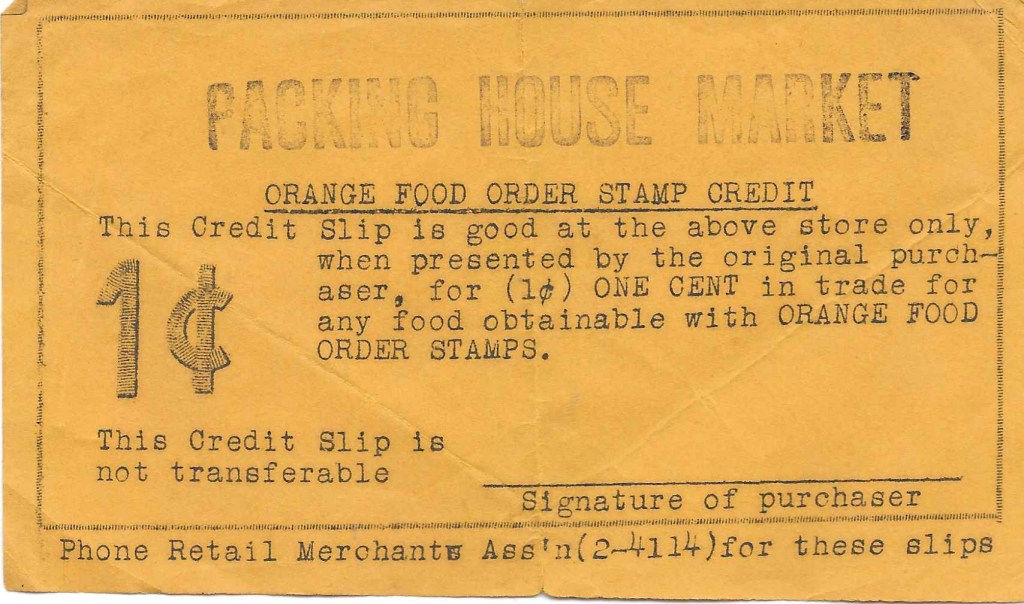 PACKING HOUSE MARKET
ORANGE FOOD ORDER STAMP CREDIT
This Credit Slip is good at the above store only,
when presented by the original purch-
aser, for (1¢) ONE CENT in trade for
any food obtainable with ORANGE FOOD
ORDER STAMPS.
1¢
This Credit Slip is
not transferable
Signature of purchaser
Phone Retail Merchants Ass'n(2-4114)for these slips